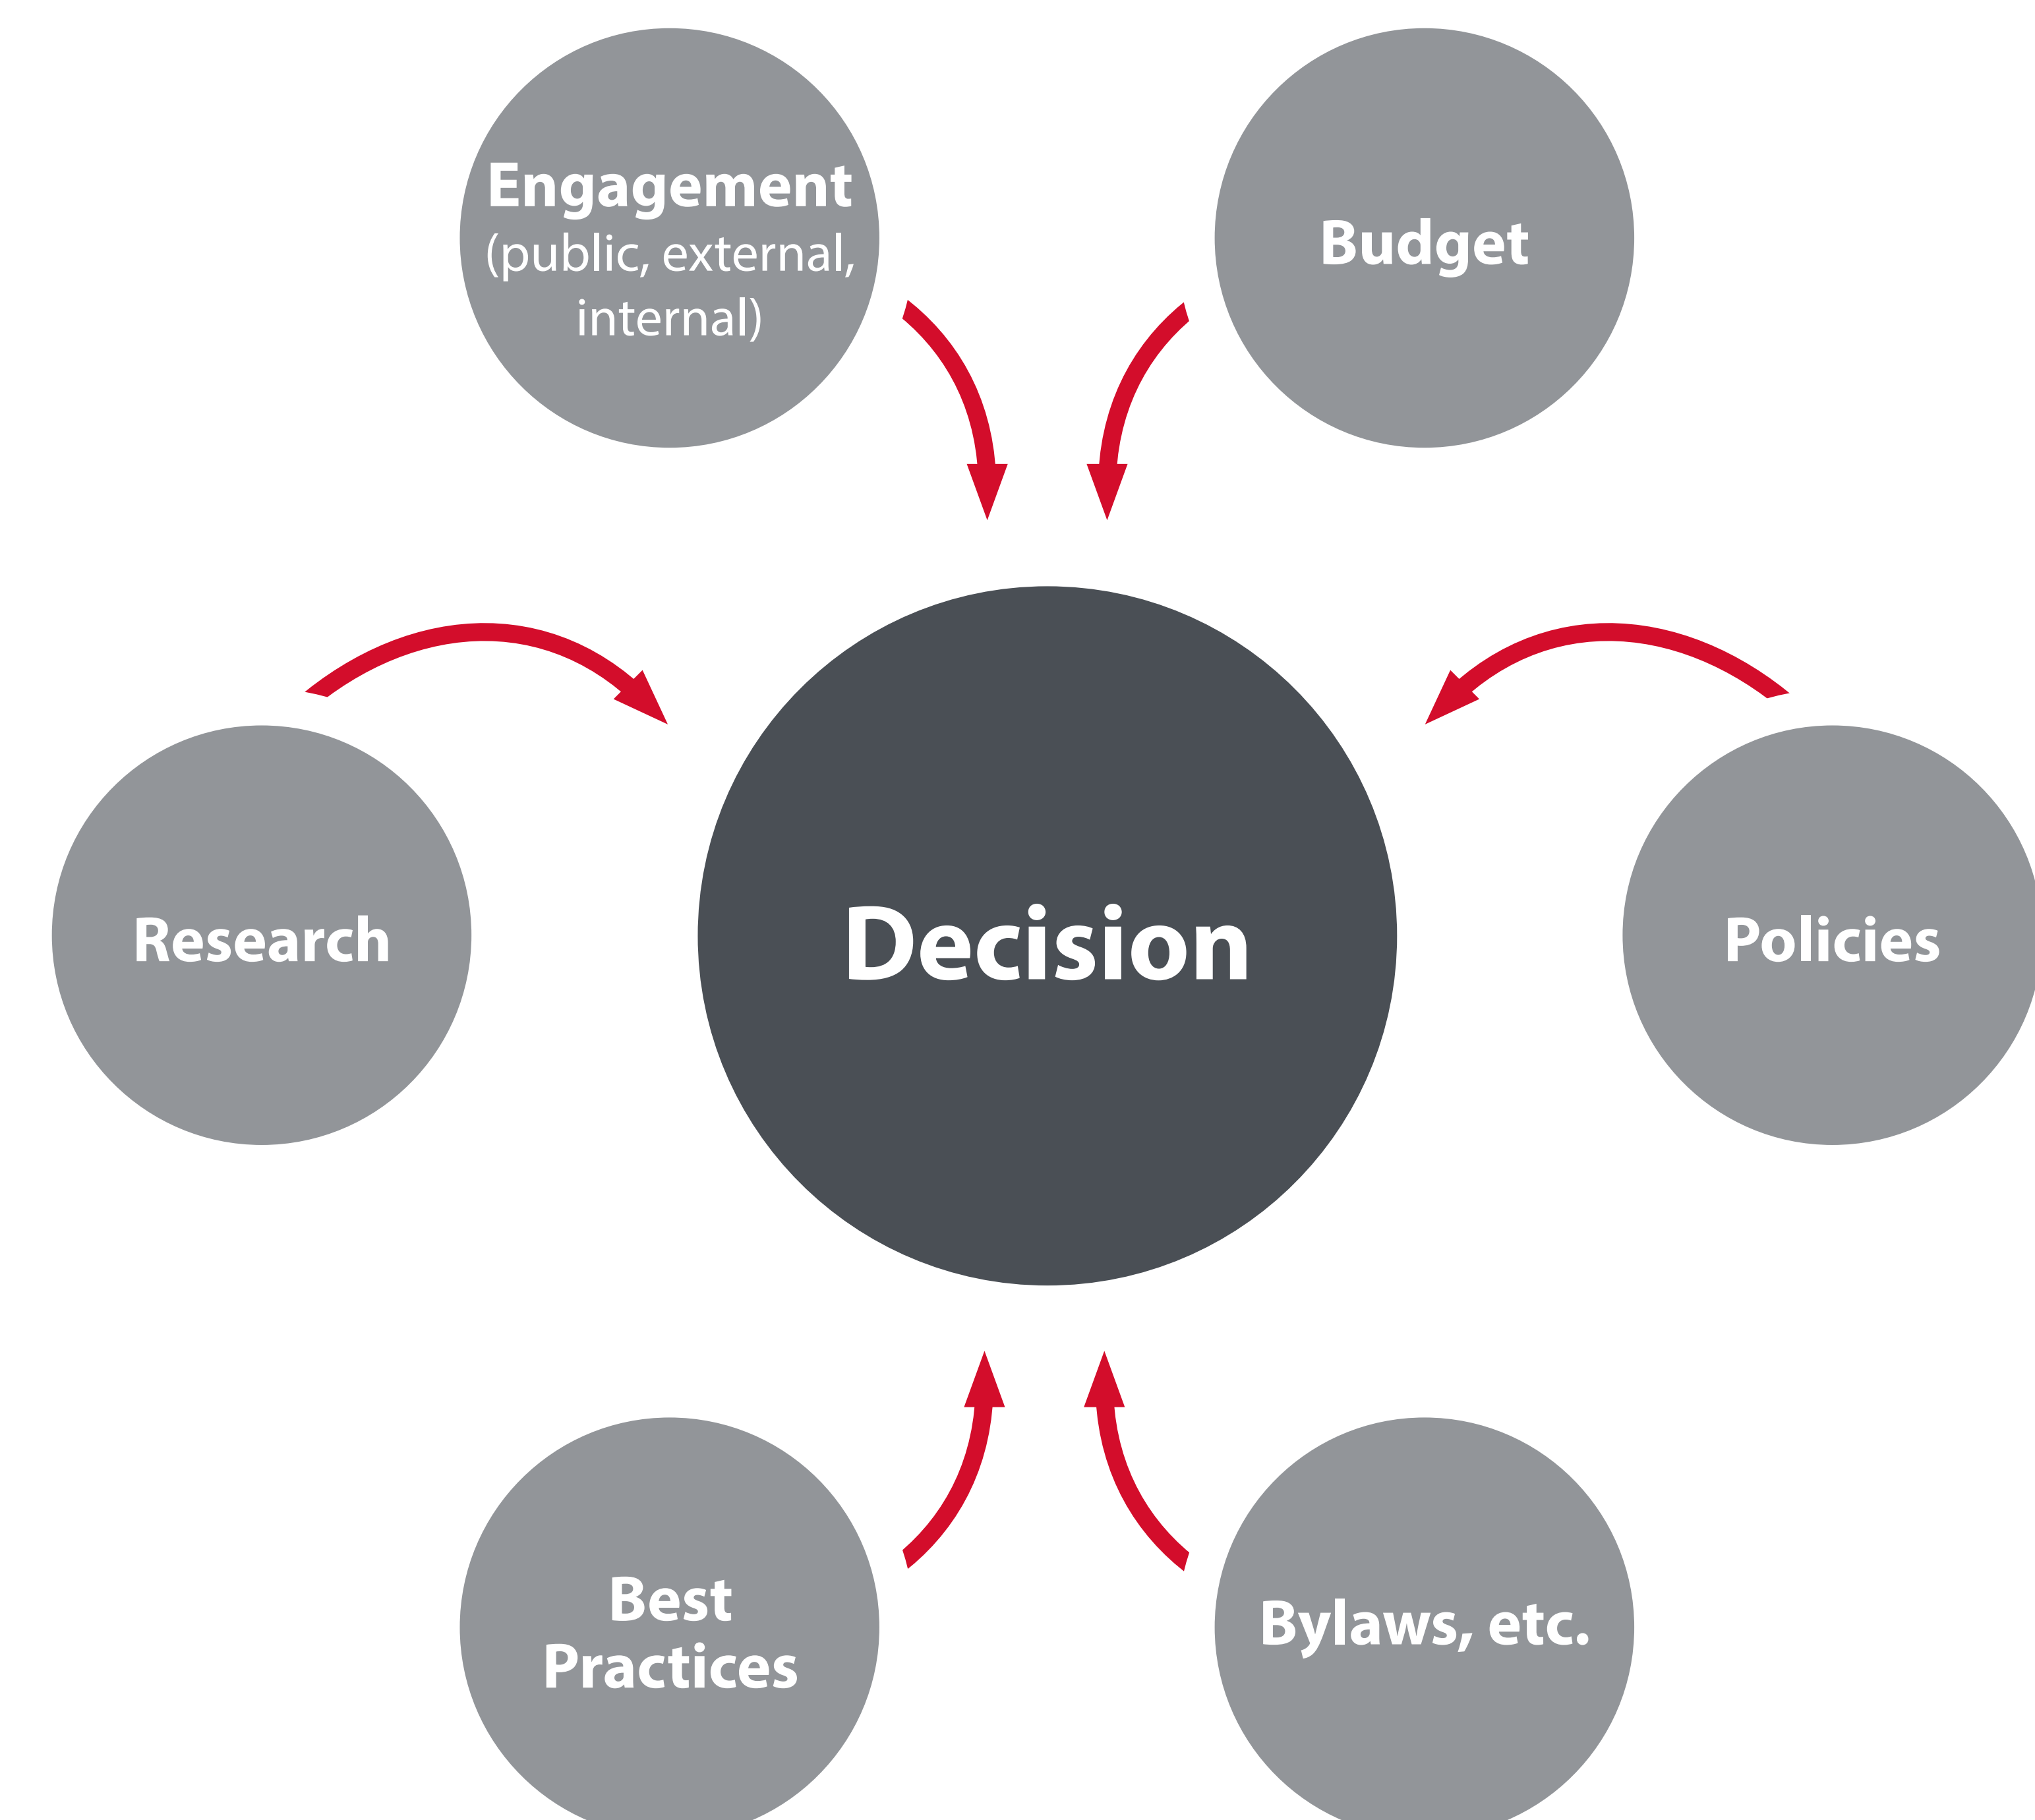 Engagement
(public, external,
internal)
Budget
Research
Decision
Policies
Best
Practices
Bylaws, etc.